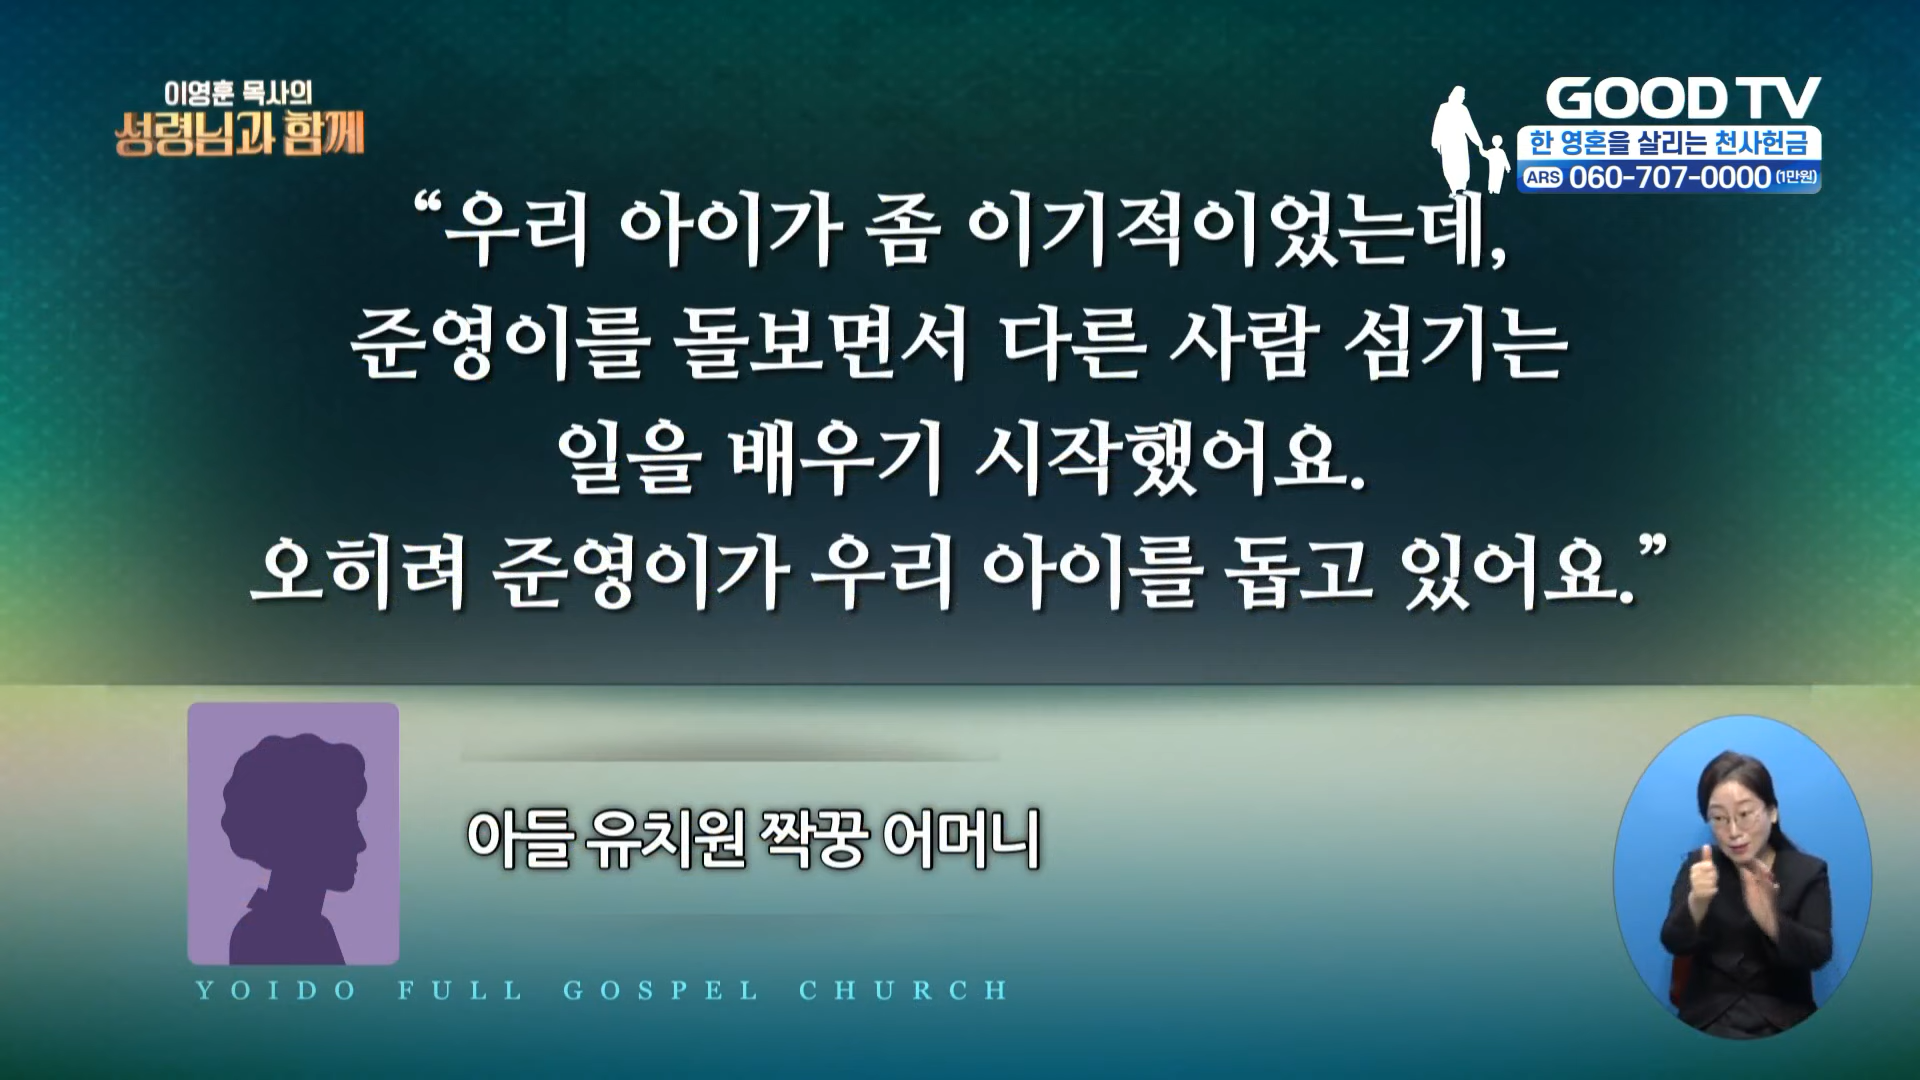 이영훈 목사의
성령님과 함께
GOOD TV
한 영혼을 살리는 천사헌금
ARS 060-707-0000 (1만원)
“우리 아이가 좀 이기적이었는데,
준영이를 돌보면서 다른 사람 섬기는
일을 배우기 시작했어요.
오히려 준영이가 우리 아이를 돕고 있어요.”
아들 유치원 짝꿍 어머니
YOIDO FULL GOSPEL CHURCH